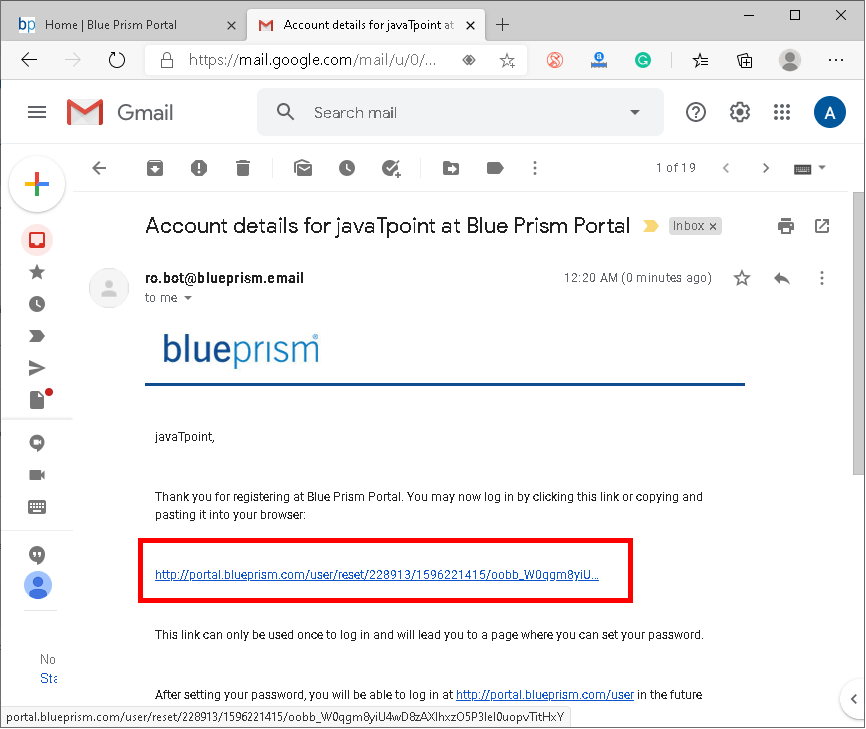 bp Home | Blue Prism Portal
Account details for javaTpoint at
https://mail.google.com/mail/u/0/...
Gmail
Search mail
A
1 of 19
Account details for javaTpoint at Blue Prism Portal
Inbox x
ro.bot@blueprism.email
12:20 AM (0 minutes ago)
to me
blueprism®
javaTpoint,
Thank you for registering at Blue Prism Portal. You may now log in by clicking this link or copying and
pasting it into your browser:
http://portal.blueprism.com/user/reset/228913/1596221415/oobb_W0qgm8yiU...
This link can only be used once to log in and will lead you to a page where you can set your password.
No
Sta
After setting your password, you will be able to log in at http://portal.blueprism.com/user in the future
portal.blueprism.com/user/reset/228913/1596221415/oobb_W0qgm8yiU4wD8zAXlhxzO5P3lel0uopvTitHxY